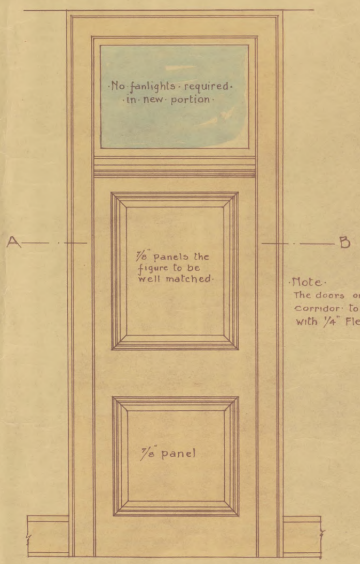 ·No fanlights · required·
·in · new · portion·
A
B
7/8" panels the
figure to be
well matched·
·Note·
The doors
corridor · to
with 1/4"
7/8" panel